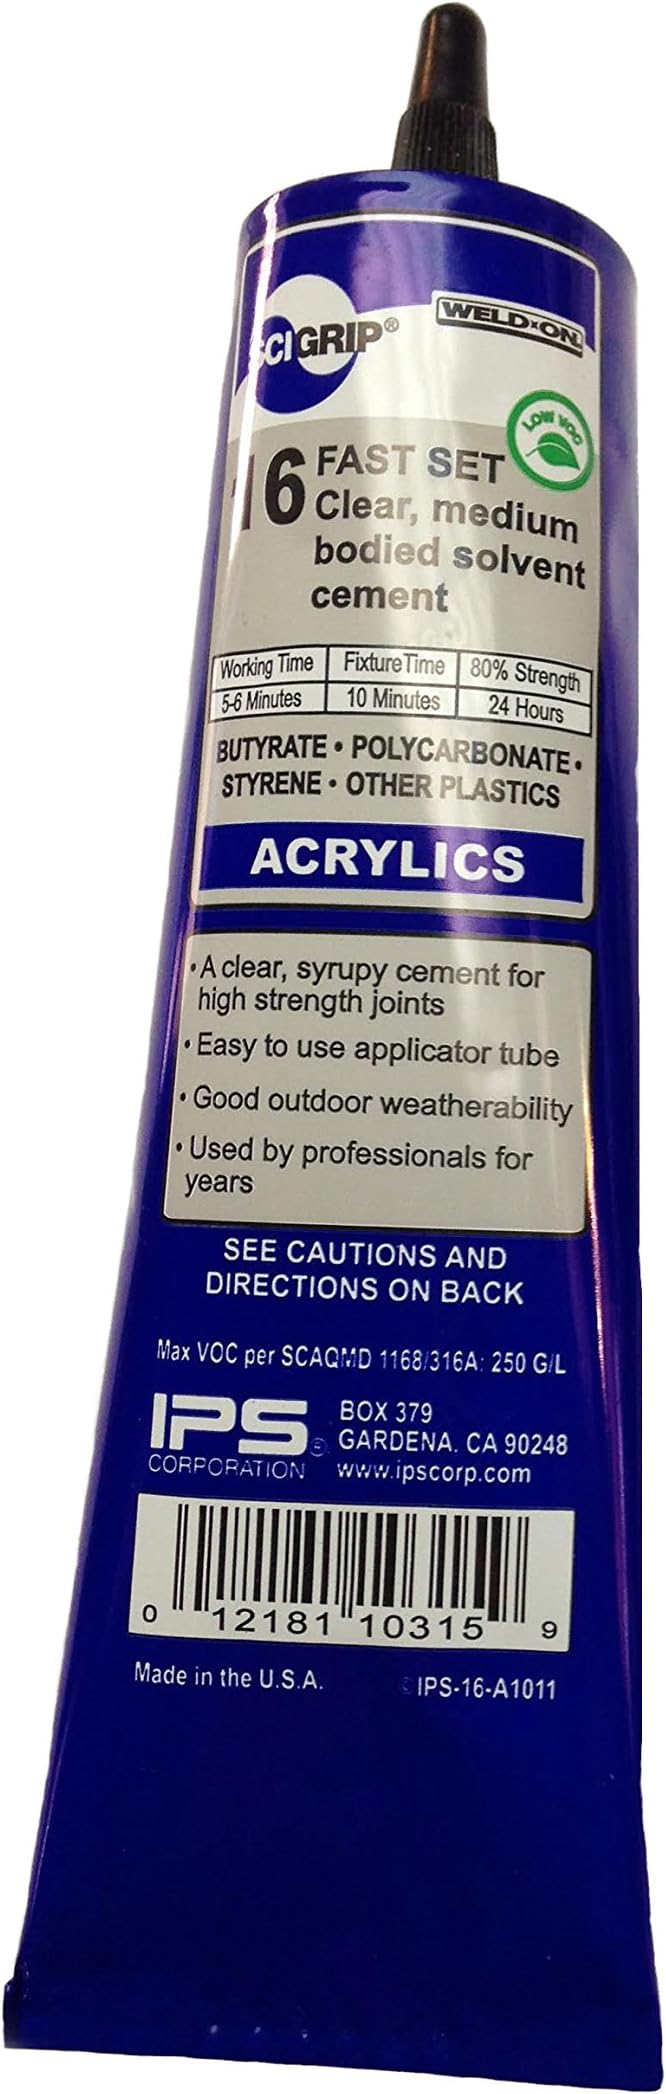 SCIGRIP®
WELD-ON
LOW VOC
16 FAST SET
Clear, medium
bodied solvent
cement
Working Time Fixture Time 80% Strength
5-6 Minutes 10 Minutes 24 Hours
BUTYRATE • POLYCARBONATE •
STYRENE • OTHER PLASTICS
ACRYLICS
• A clear, syrupy cement for
high strength joints
• Easy to use applicator tube
• Good outdoor weatherability
• Used by professionals for
years
SEE CAUTIONS AND
DIRECTIONS ON BACK
Max VOC per SCAQMD 1168/316A: 250 G/L
IPS®
CORPORATION
BOX 379
GARDENA, CA 90248
www.ipscorp.com
0 12181 10315 9
Made in the U.S.A. ©IPS-16-A1011